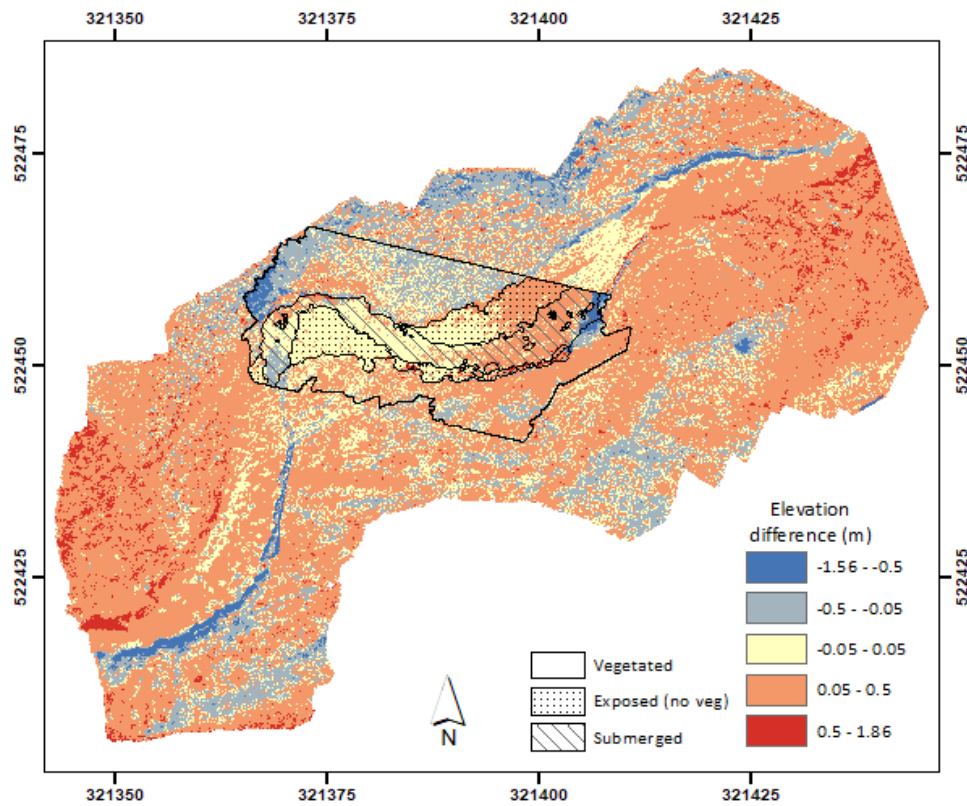 321350 321375 321400 321425
522475 522475
522450 522450
522425 522425
Elevation
difference (m)
-1.56 - -0.5
-0.5 - -0.05
-0.05 - 0.05
0.05 - 0.5
0.5 - 1.86
Vegetated
Exposed (no veg)
Submerged
N
321350 321375 321400 321425